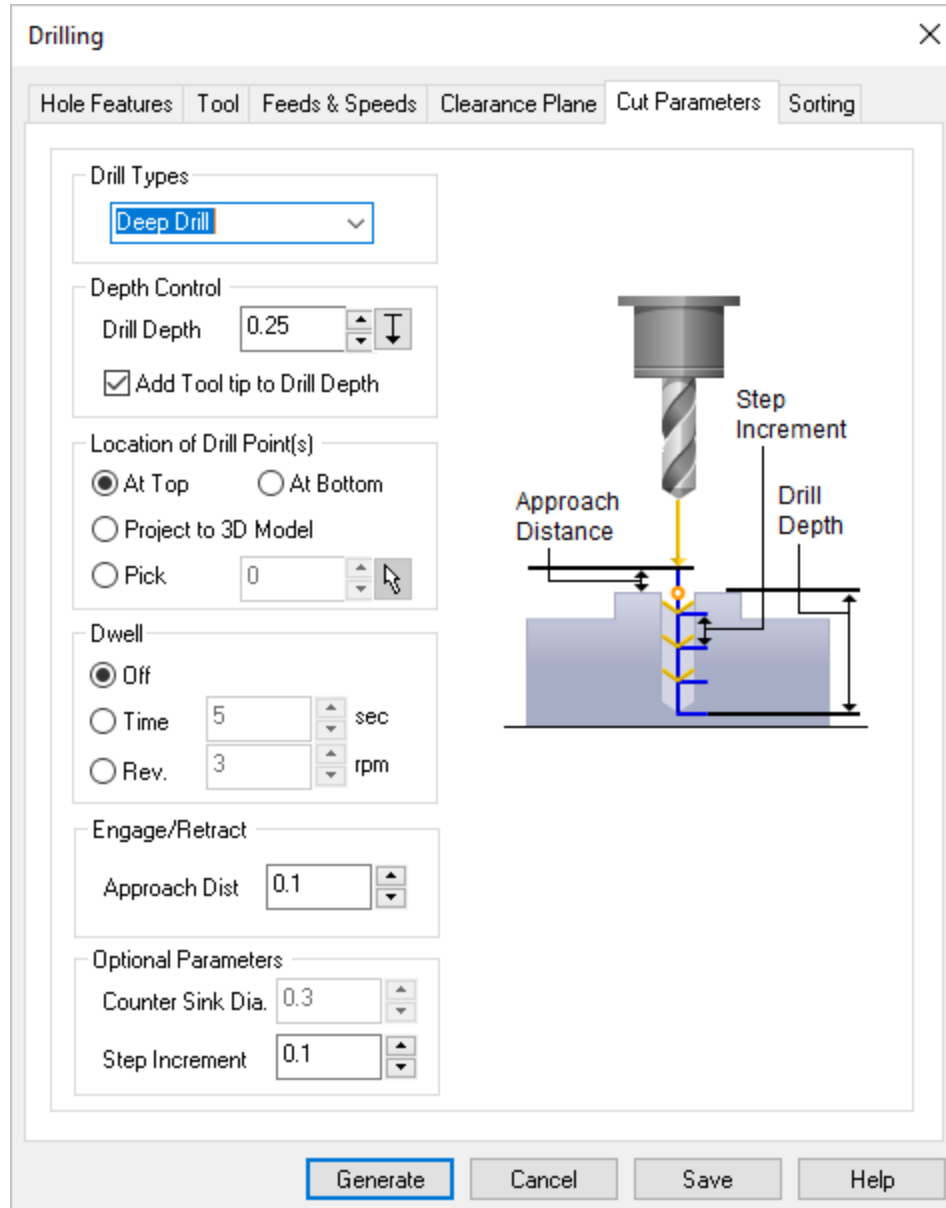 Drilling
Hole Features Tool Feeds & Speeds Clearance Plane Cut Parameters Sorting
Drill Types
Deep Drill
Depth Control
Drill Depth 0.25
Add Tool tip to Drill Depth
Location of Drill Point(s)
At Top At Bottom
Project to 3D Model
Pick 0
Dwell
Off
Time 5 sec
Rev. 3 rpm
Engage/Retract
Approach Dist 0.1
Optional Parameters
Counter Sink Dia. 0.3
Step Increment 0.1
Step
Increment
Approach
Distance
Drill
Depth
Generate Cancel Save Help